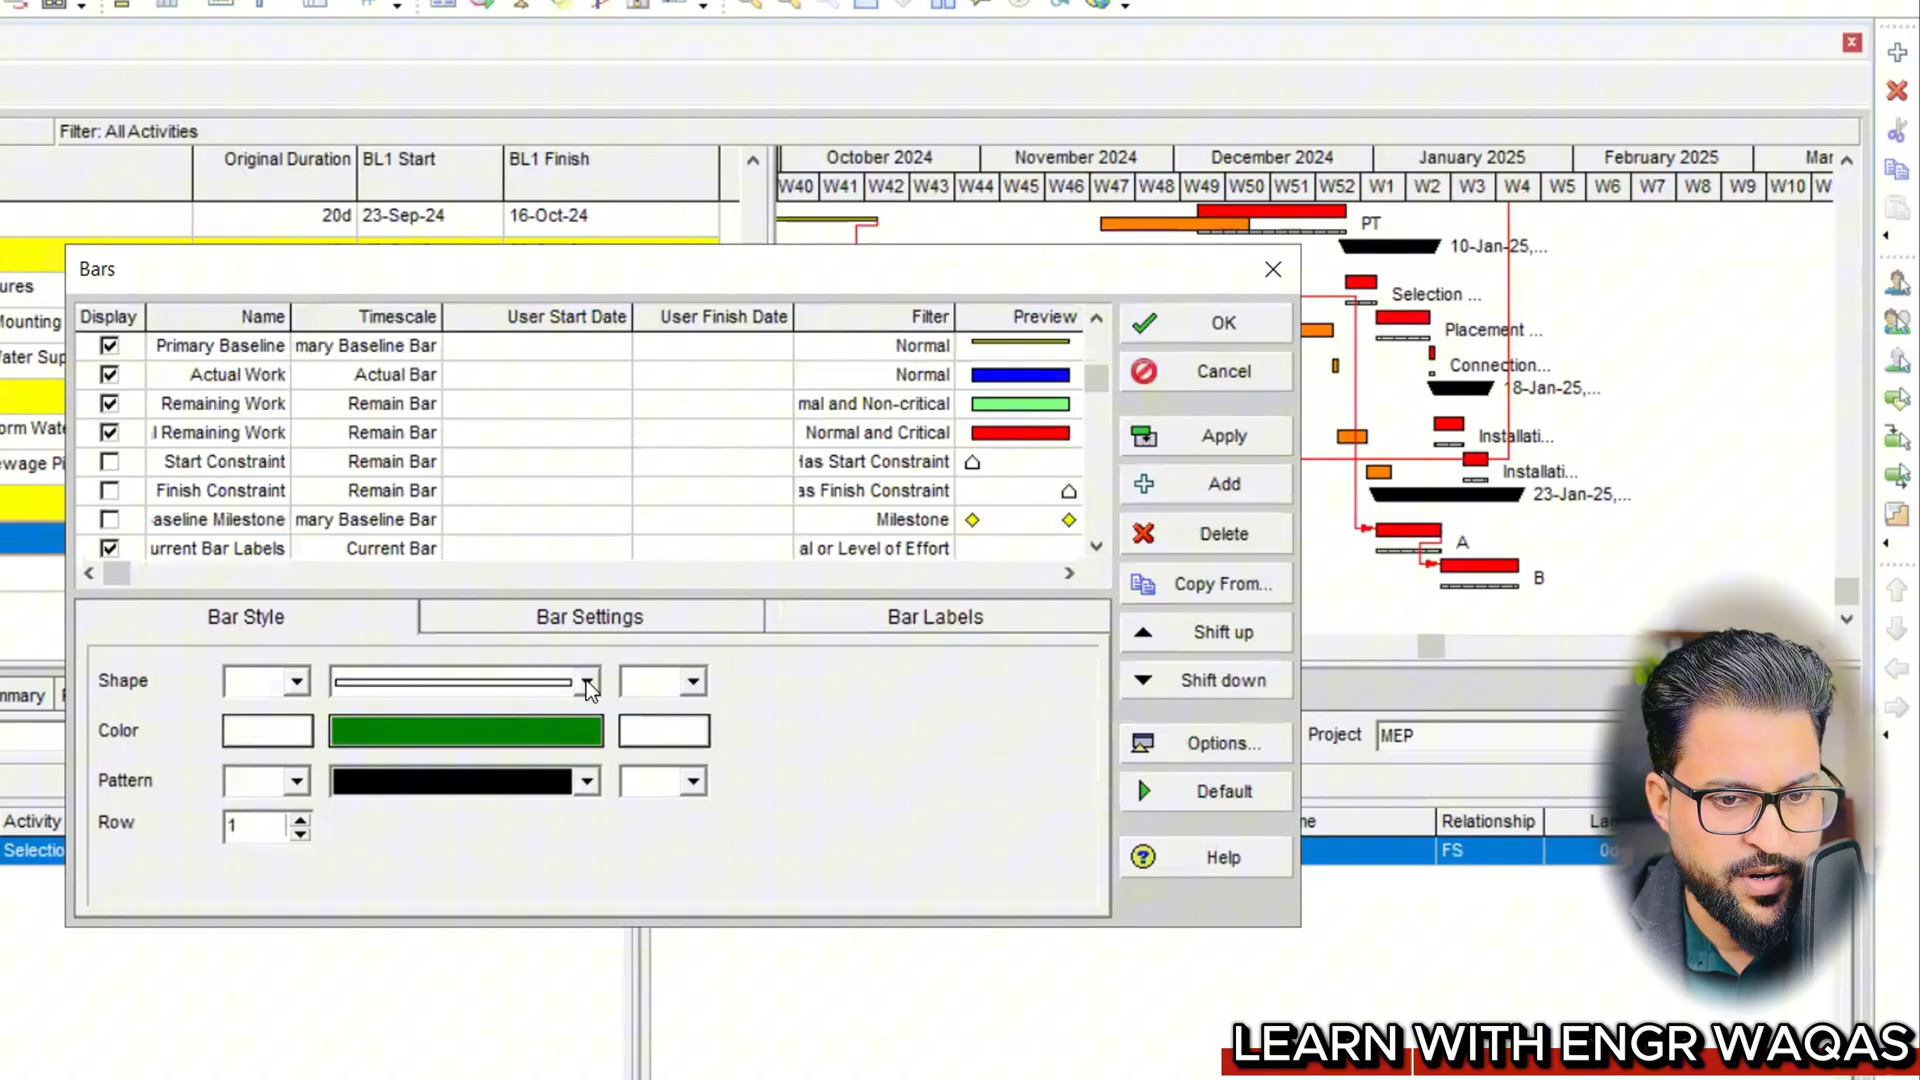 Filter: All Activities
Original Duration BL1 Start BL1 Finish
October 2024 November 2024 December 2024 January 2025 February 2025 Mar
W40 W41 W42 W43 W44 W45 W46 W47 W48 W49 W50 W51 W52 W1 W2 W3 W4 W5 W6 W7 W8 W9 W10 W
20d 23-Sep-24 16-Oct-24
PT
10-Jan-25,...
Selection ...
Placement ...
Connection...
18-Jan-25,...
Installati...
Installati...
23-Jan-25,...
A
B
ures
Mounting
Water Sup
orm Wate
ewage Pi
Bars
Display Name Timescale User Start Date User Finish Date Filter Preview
Primary Baseline mary Baseline Bar Normal
Actual Work Actual Bar Normal
Remaining Work Remain Bar mal and Non-critical
l Remaining Work Remain Bar Normal and Critical
Start Constraint Remain Bar Has Start Constraint
Finish Constraint Remain Bar as Finish Constraint
aseline Milestone mary Baseline Bar Milestone
urrent Bar Labels Current Bar al or Level of Effort
OK
Cancel
Apply
Add
Delete
Copy From...
Shift up
Shift down
Options...
Default
Help
Bar Style Bar Settings Bar Labels
Shape
Color
Pattern
Row 1
mmary
Project MEP
Activity
Selectio
me Relationship Lag
FS 0d
LEARN WITH ENGR WAQAS